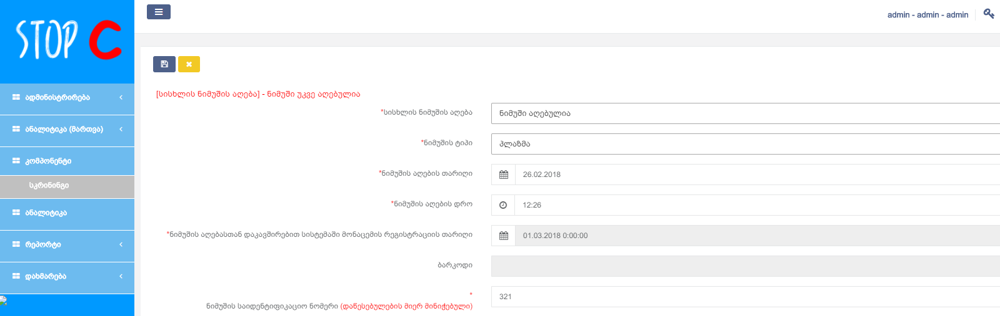 STOP C
admin - admin - admin
ადმინისტრირება
ანალიტიკა (მართვა)
კომპონენტი
სკრინინგი
ანალიტიკა
რეპორტი
დახმარება
[სისხლის ნიმუშის აღება] - ნიმუში უკვე აღებულია
*სისხლის ნიმუშის აღება
ნიმუში აღებულია
*ნიმუშის ტიპი
პლაზმა
*ნიმუშის აღების თარიღი
26.02.2018
*ნიმუშის აღების დრო
12:26
*ნიმუშის აღებასთან დაკავშირებით სისტემაში მონაცემის რეგისტრაციის თარიღი
01.03.2018 0:00:00
ბარკოდი
*
ნიმუშის საიდენტიფიკაციო ნომერი (დაწესებულების მიერ მინიჭებული)
321